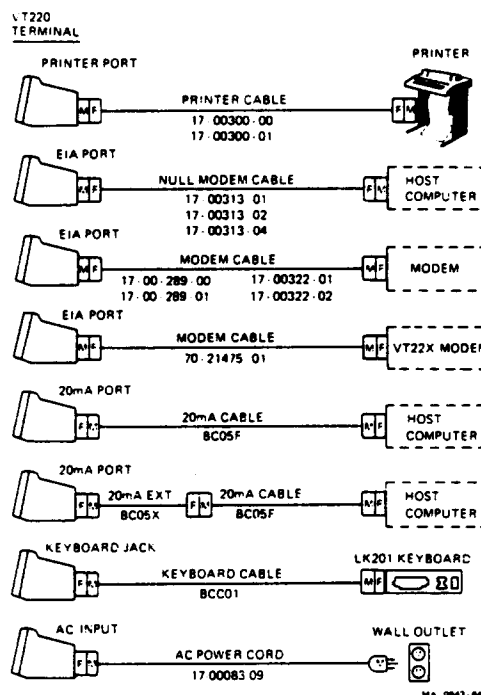 VT220
TERMINAL
PRINTER PORT
PRINTER
M F
PRINTER CABLE
F M
17-00300-00
17-00300-01
EIA PORT
M F
NULL MODEM CABLE
F M
HOST
COMPUTER
17-00313 01
17-00313 02
17-00313-04
EIA PORT
M F
MODEM CABLE
M F
MODEM
17-00-289-00 17-00322-01
17-00-289-01 17-00322-02
EIA PORT
M F
MODEM CABLE
M F
VT22X MODEM
70-21475 01
20mA PORT
F M
20mA CABLE
M F
HOST
COMPUTER
BC05F
20mA PORT
F M
20mA EXT
F M
20mA CABLE
M F
HOST
COMPUTER
BC05X
BC05F
KEYBOARD JACK
LK201 KEYBOARD
F M
KEYBOARD CABLE
M F
BCC01
AC INPUT
WALL OUTLET
F M
AC POWER CORD
17 00083 09